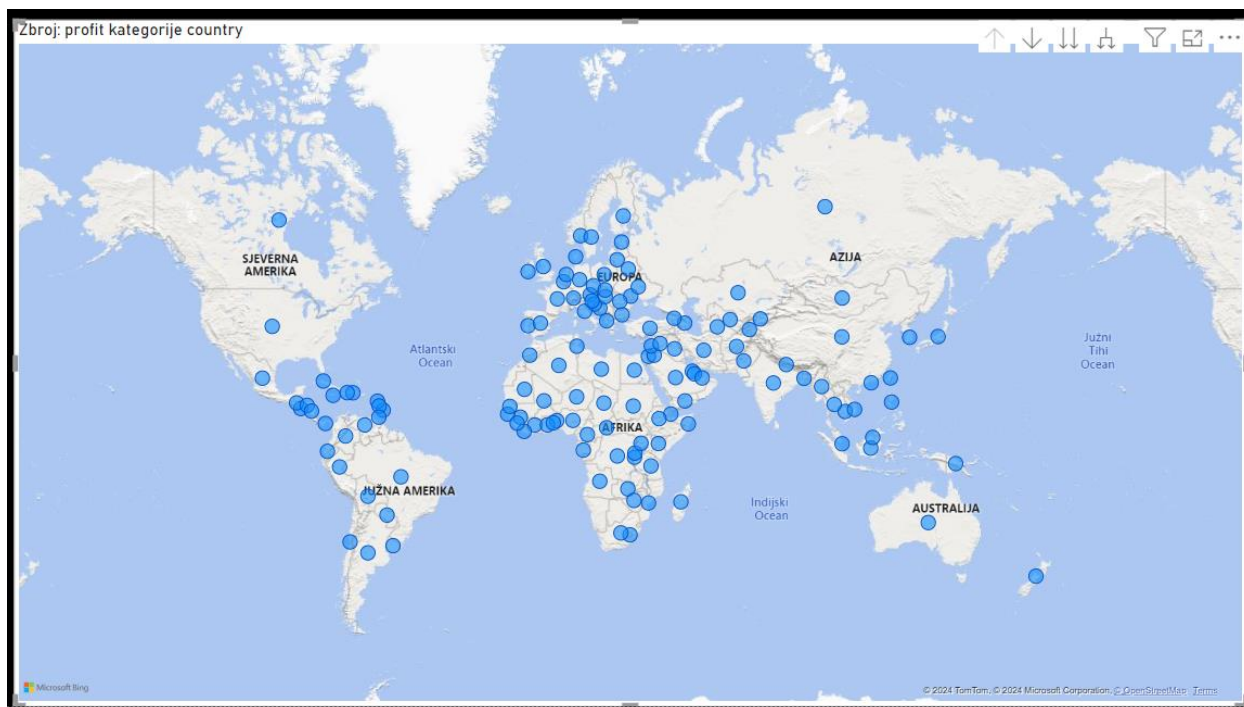 Zbroj: profit kategorije country
SJEVERNA
AMERIKA
EUROPA
AZIJA
Atlantski
Ocean
Južni
Tihi
Ocean
AFRIKA
JUŽNA AMERIKA
Indijski
Ocean
AUSTRALIJA
Microsoft Bing
© 2024 TomTom, © 2024 Microsoft Corporation, © OpenStreetMap Terms